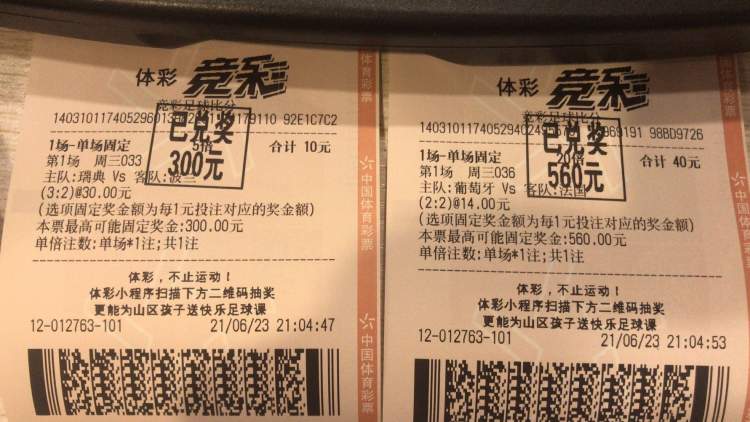 体彩 竞彩
竞彩足球比分
92E1C7C2
已兑奖
300元
1场-单场固定 5倍 合计 10元
第1场 周三033
主队:瑞典 Vs 客队:波兰
(3:2)@30.00元
(选项固定奖金额为每1元投注对应的奖金额)
本票最高可能固定奖金:300.00元
单倍注数:单场*1注;共1注
体彩，不止运动！
体彩小程序扫描下方二维码抽奖
更能为山区孩子送快乐足球课
12-012763-101 21/06/23 21:04:47
中国体育彩票
中国体育彩票
体彩 竞彩
竞彩足球比分
98BD9726
已兑奖
560元
1场-单场固定 20倍 合计 40元
第1场 周三036
主队:葡萄牙 Vs 客队:法国
(2:2)@14.00元
(选项固定奖金额为每1元投注对应的奖金额)
本票最高可能固定奖金:560.00元
单倍注数:单场*1注;共1注
体彩，不止运动！
体彩小程序扫描下方二维码抽奖
更能为山区孩子送快乐足球课
12-012763-101 21/06/23 21:04:53